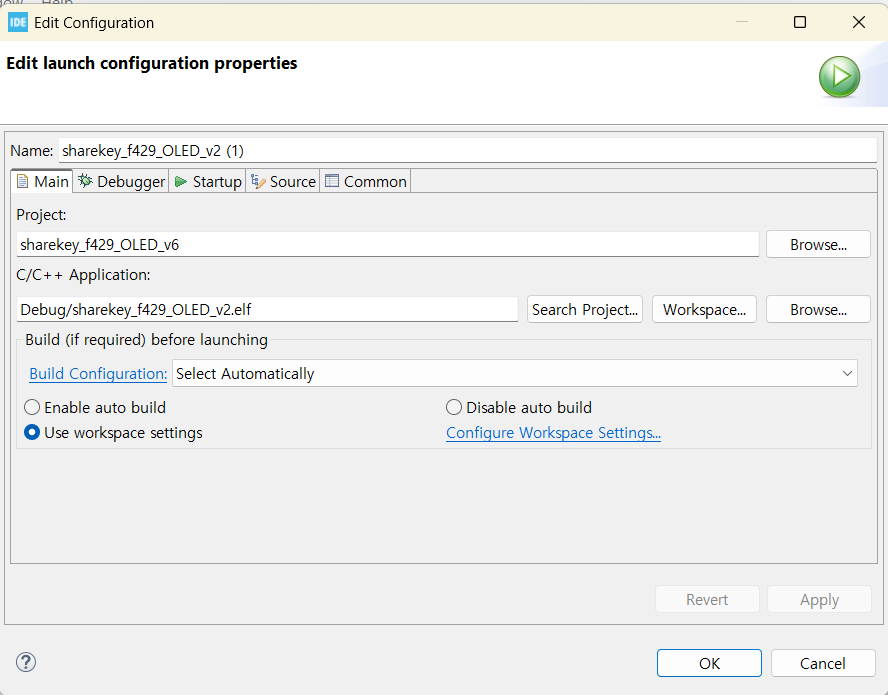 Help
IDE Edit Configuration
Edit launch configuration properties
Name: sharekey_f429_OLED_v2 (1)
Main Debugger Startup Source Common
Project:
sharekey_f429_OLED_v6 Browse...
C/C++ Application:
Debug/sharekey_f429_OLED_v2.elf Search Project... Workspace... Browse...
Build (if required) before launching
Build Configuration: Select Automatically
Enable auto build Disable auto build
Use workspace settings Configure Workspace Settings...
Revert Apply
? OK Cancel